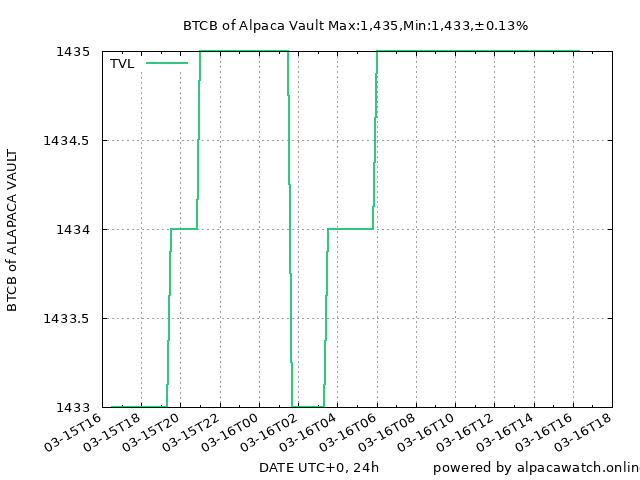 BTCB of Alpaca Vault Max:1,435,Min:1,433,±0.13%
TVL
1435
1434.5
1434
1433.5
1433
BTCB of ALAPACA VAULT
03-15T16
03-15T18
03-15T20
03-15T22
03-16T00
03-16T02
03-16T04
03-16T06
03-16T08
03-16T10
03-16T12
03-16T14
03-16T16
03-16T18
DATE UTC+0, 24h
powered by alpacawatch.online